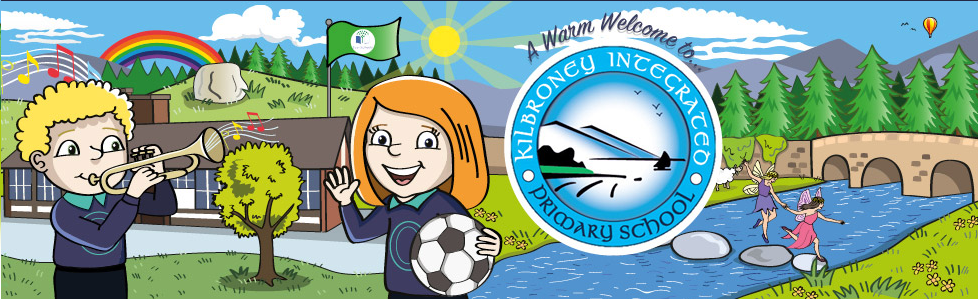 A Warm Welcome to...
KILBRONEY INTEGRATED
PRIMARY SCHOOL